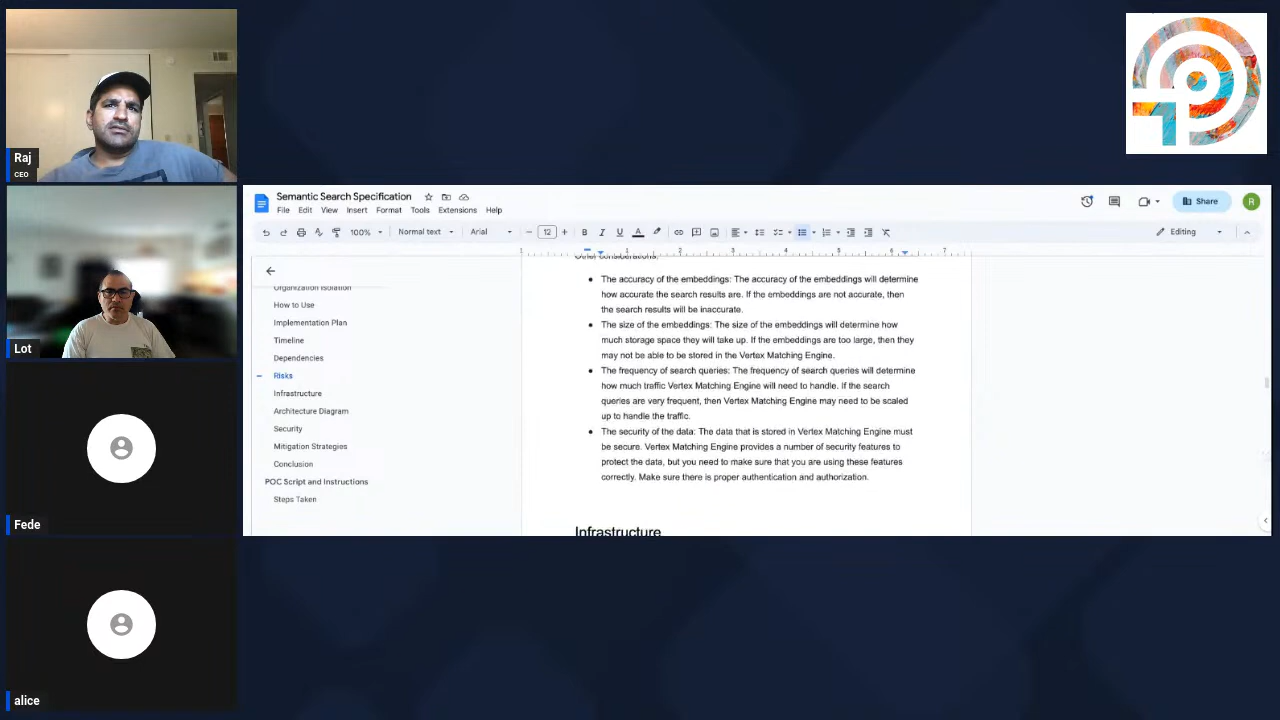 Raj
CEO
Lot
Fede
alice
Semantic Search Specification
File Edit View Insert Format Tools Extensions Help
Share
R
100% Normal text Arial 12
Editing
1 1 2 3 4 5 6 7
Organization Isolation
How to Use
Implementation Plan
Timeline
Dependencies
Risks
Infrastructure
Architecture Diagram
Security
Mitigation Strategies
Conclusion
POC Script and Instructions
Steps Taken
Other considerations:
• The accuracy of the embeddings: The accuracy of the embeddings will determine
how accurate the search results are. If the embeddings are not accurate, then
the search results will be inaccurate.
• The size of the embeddings: The size of the embeddings will determine how
much storage space they will take up. If the embeddings are too large, then they
may not be able to be stored in the Vertex Matching Engine.
• The frequency of search queries: The frequency of search queries will determine
how much traffic Vertex Matching Engine will need to handle. If the search
queries are very frequent, then Vertex Matching Engine may need to be scaled
up to handle the traffic.
• The security of the data: The data that is stored in Vertex Matching Engine must
be secure. Vertex Matching Engine provides a number of security features to
protect the data, but you need to make sure that you are using these features
correctly. Make sure there is proper authentication and authorization.
Infrastructure